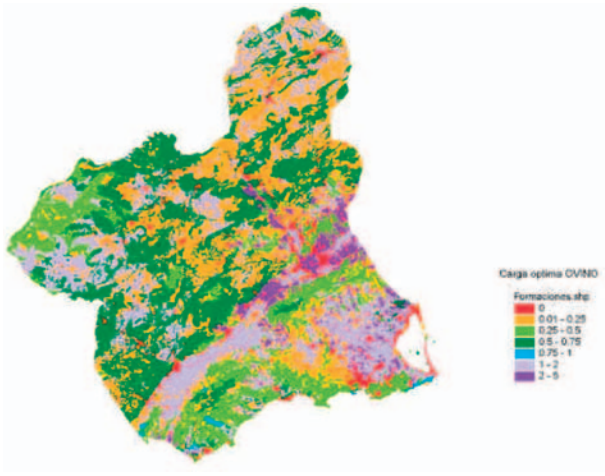 Carga optima OVINO
Formaciones.shp
0
0.01 - 0.25
0.25 - 0.5
0.5 - 0.75
0.75 - 1
1 - 2
2 - 5